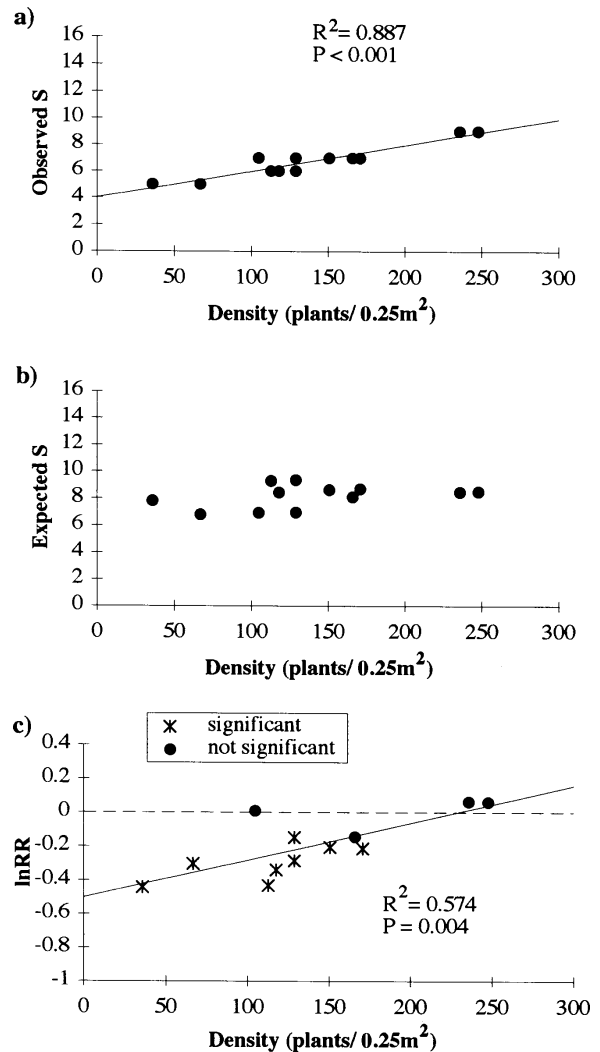 a)
R2= 0.887
P < 0.001
16
14
12
10
8
6
4
2
0
Observed S
0 50 100 150 200 250 300
Density (plants/ 0.25m2)
b)
16
14
12
10
8
6
4
2
0
Expected S
0 50 100 150 200 250 300
Density (plants/ 0.25m2)
c)
significant
not significant
0.4
0.2
0
-0.2
-0.4
-0.6
-0.8
-1
lnRR
R2 = 0.574
P = 0.004
0 50 100 150 200 250 300
Density (plants/ 0.25m2)